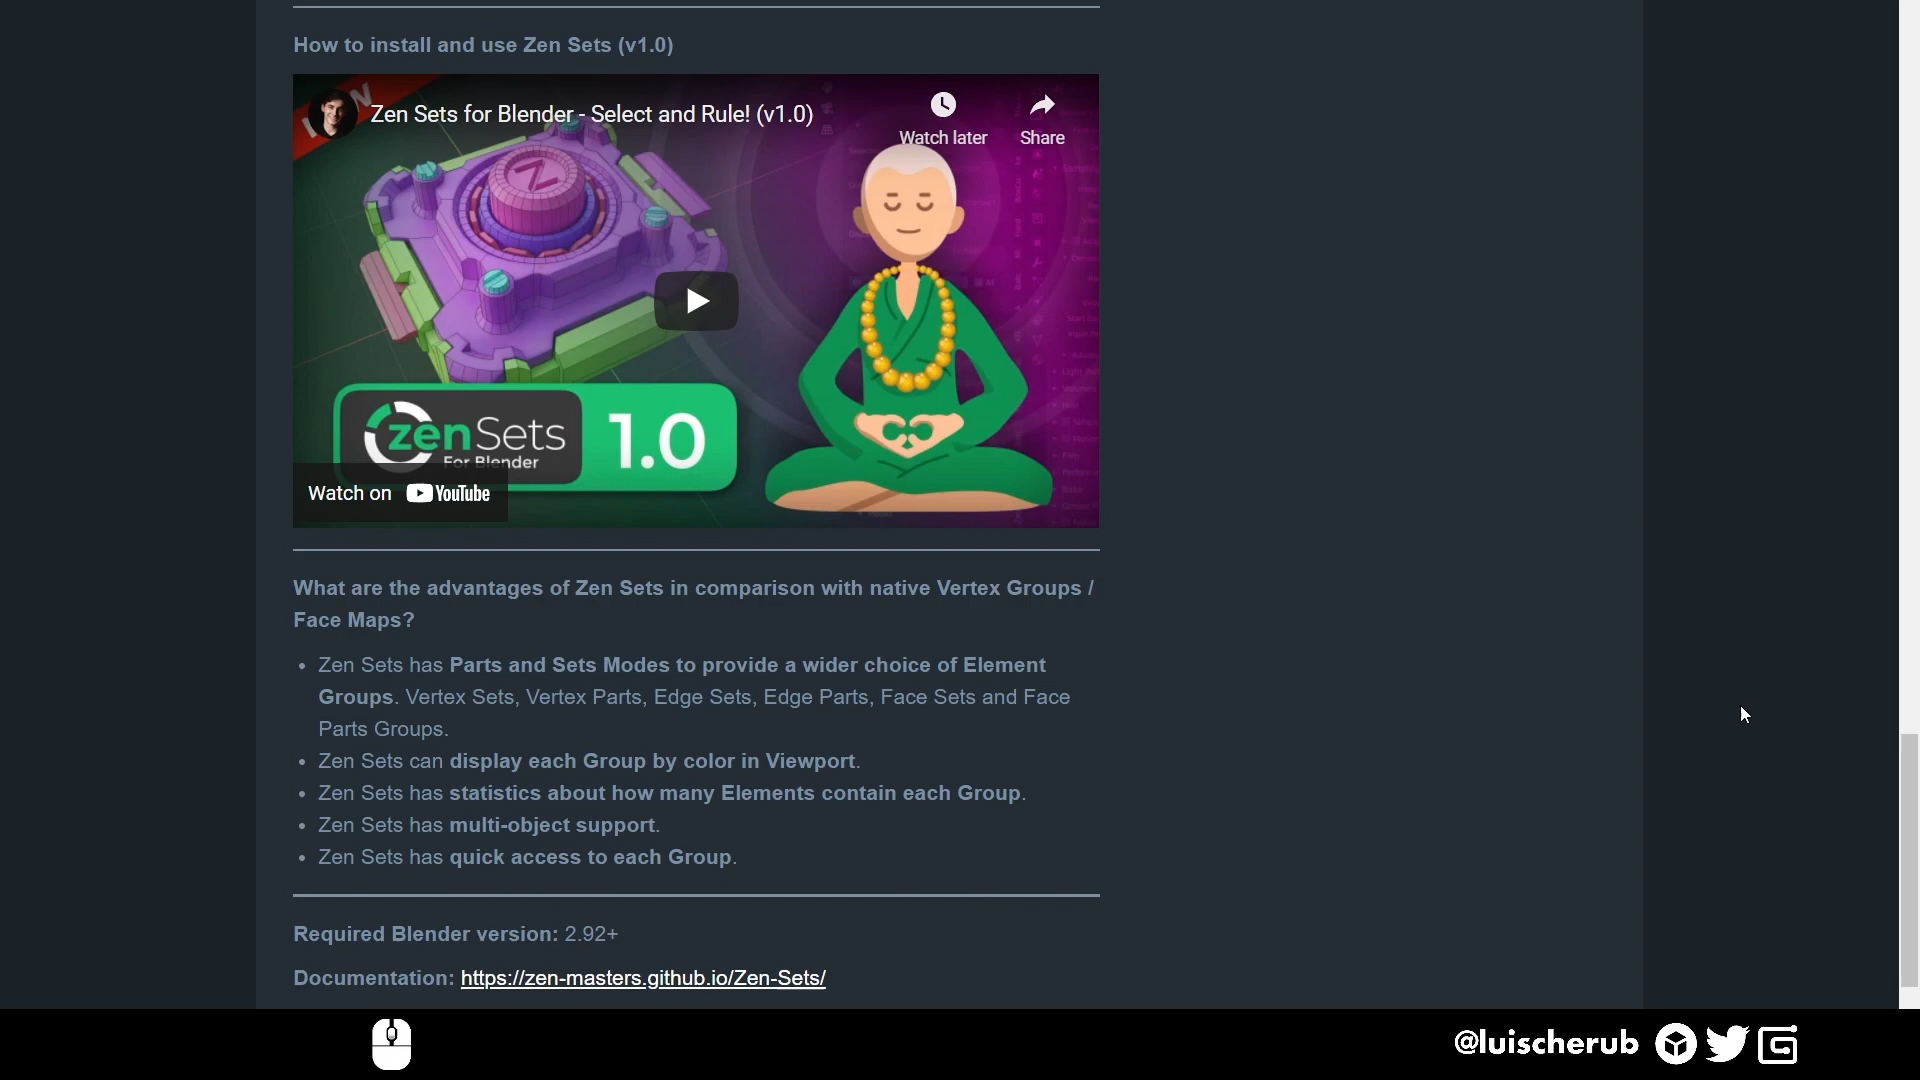 How to install and use Zen Sets (v1.0)
Zen Sets for Blender - Select and Rule! (v1.0)
Watch later
Share
zenSets
For Blender
1.0
Watch on YouTube
What are the advantages of Zen Sets in comparison with native Vertex Groups /
Face Maps?
• Zen Sets has Parts and Sets Modes to provide a wider choice of Element
Groups. Vertex Sets, Vertex Parts, Edge Sets, Edge Parts, Face Sets and Face
Parts Groups.
• Zen Sets can display each Group by color in Viewport.
• Zen Sets has statistics about how many Elements contain each Group.
• Zen Sets has multi-object support.
• Zen Sets has quick access to each Group.
Required Blender version: 2.92+
Documentation: https://zen-masters.github.io/Zen-Sets/
@luischerub